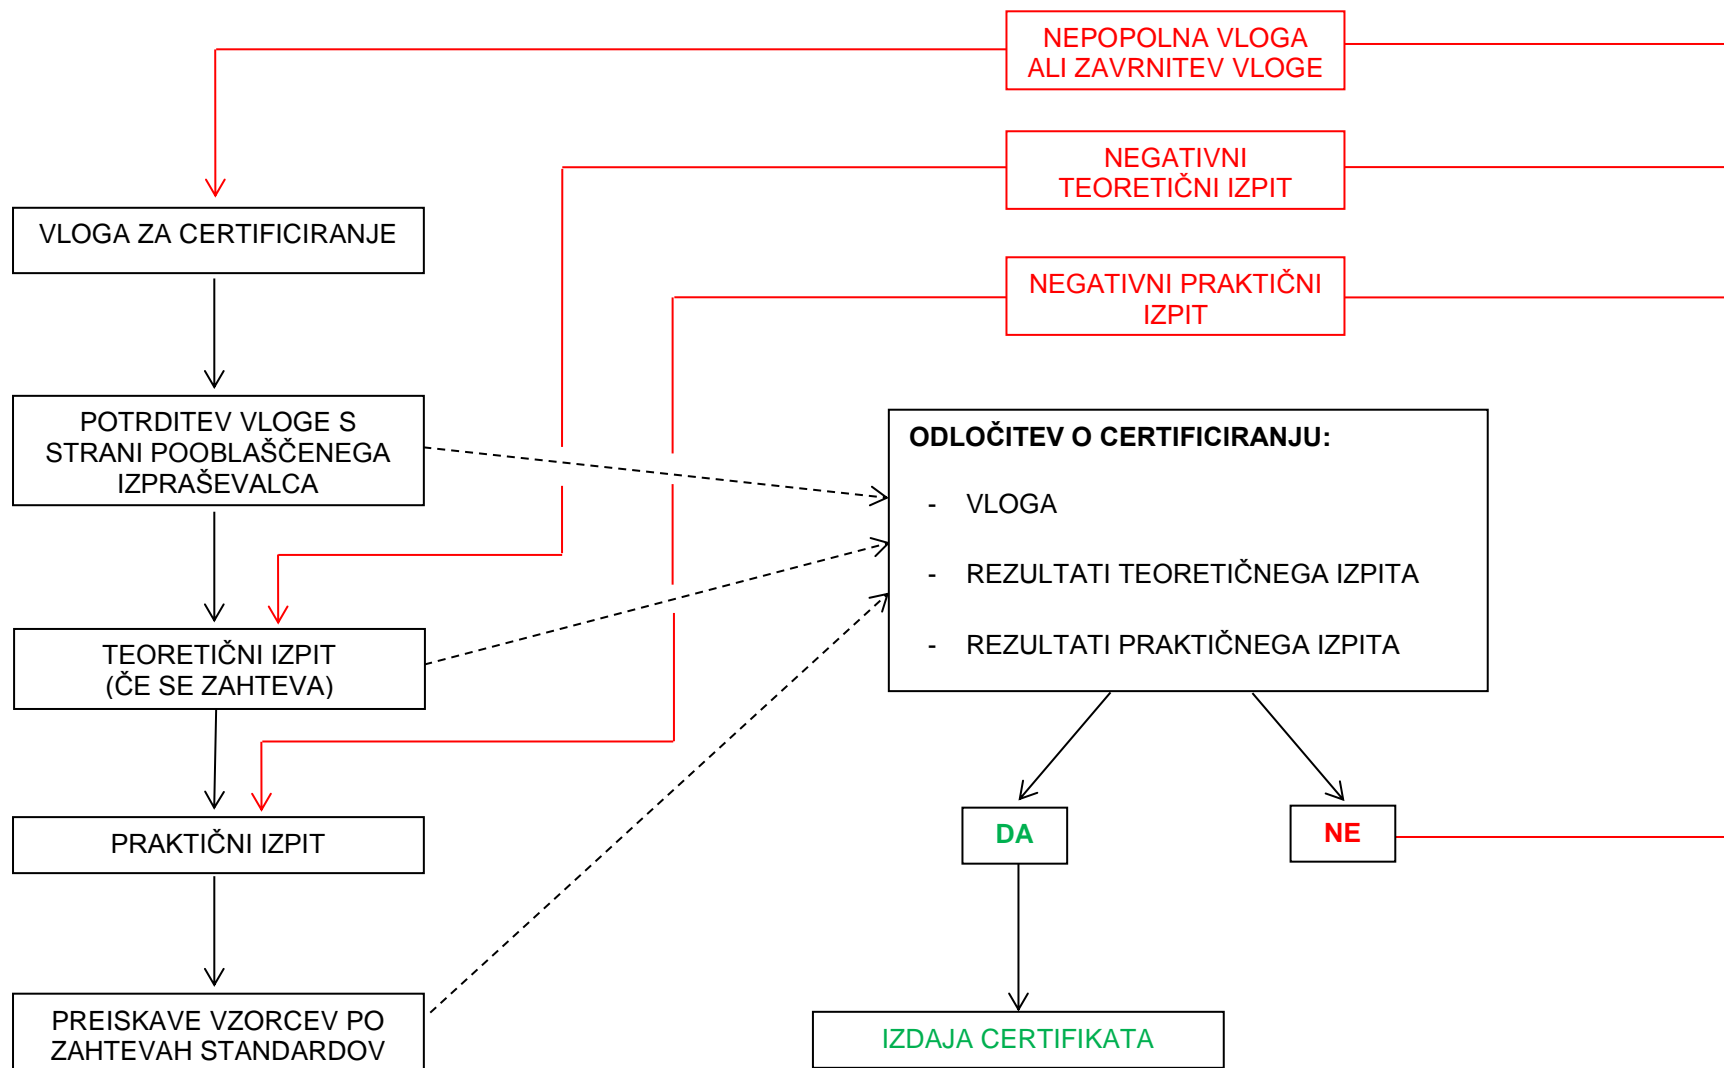 NEPOPOLNA VLOGA
ALI ZAVRNITEV VLOGE
NEGATIVNI
TEORETIČNI IZPIT
VLOGA ZA CERTIFICIRANJE
NEGATIVNI PRAKTIČNI
IZPIT
POTRDITEV VLOGE S
STRANI POOBLAŠČENEGA
IZPRAŠEVALCA
ODLOČITEV O CERTIFICIRANJU:
- VLOGA
- REZULTATI TEORETIČNEGA IZPITA
- REZULTATI PRAKTIČNEGA IZPITA
TEORETIČNI IZPIT
(ČE SE ZAHTEVA)
PRAKTIČNI IZPIT
DA
NE
PREISKAVE VZORCEV PO
ZAHTEVAH STANDARDOV
IZDAJA CERTIFIKATA